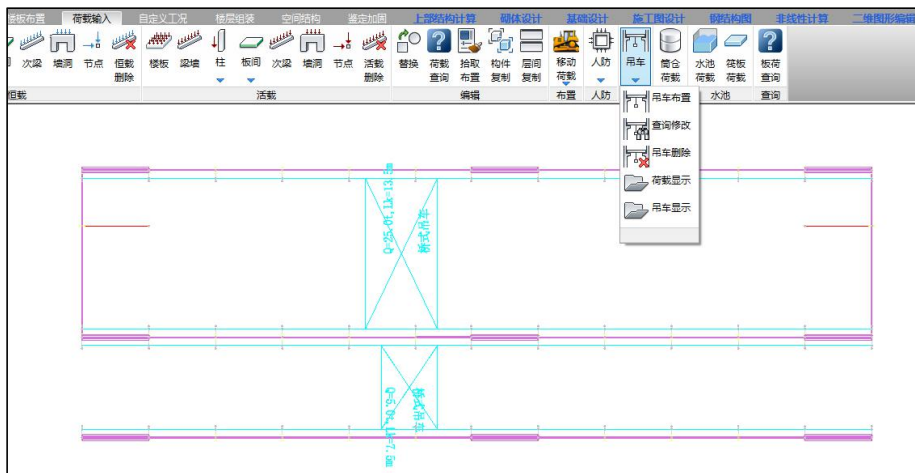 楼板布置 荷载输入 自定义工况 楼层组装 空间结构 鉴定加固 上部结构计算 砌体设计 基础设计 施工图设计 钢结构图 非线性计算 二维图形编辑
次梁 墙洞 节点 恒载删除 楼板 梁墙 柱 板间 次梁 墙洞 节点 活载删除 替换 荷载查询 拾取布置 构件复制 层间复制 移动荷载 人防 吊车 筒仓荷载 水池荷载 筏板荷载 板荷查询
恒载 活载 编辑 布置 人防 水池 查询
吊车布置
查询修改
吊车删除
荷载显示
吊车显示
Q=25.0t,Lk=13.5m
桥式吊车
Q=5.0t,Lk=7.5m
桥式吊车